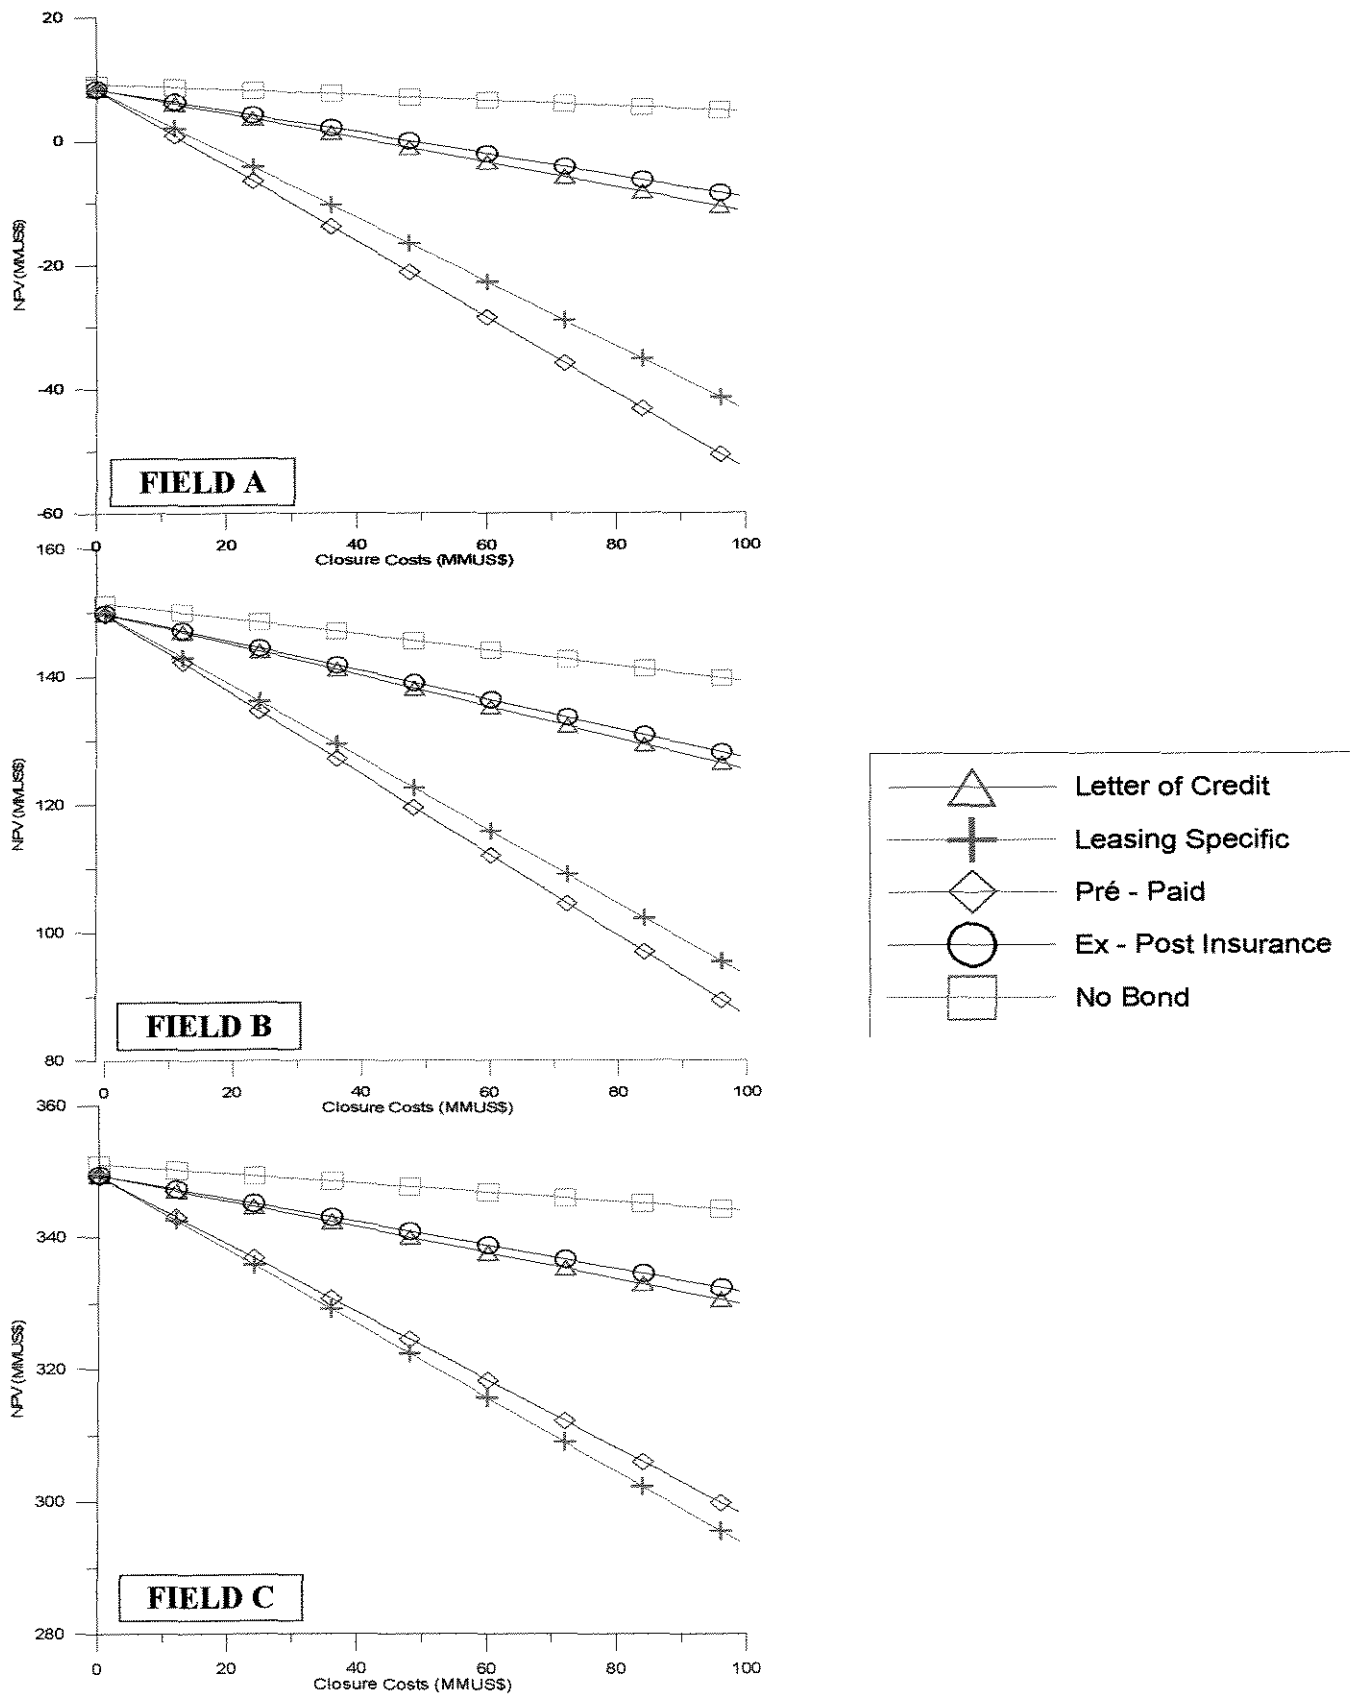 20
0
-20
-40
-60
NPV (MMUS$)
FIELD A
0 20 40 60 80 100
Closure Costs (MMUS$)
160
140
120
100
80
NPV (MMUS$)
FIELD B
0 20 40 60 80 100
Closure Costs (MMUS$)
Letter of Credit
Leasing Specific
Pré - Paid
Ex - Post Insurance
No Bond
360
340
320
300
280
NPV (MMUS$)
FIELD C
0 20 40 60 80 100
Closure Costs (MMUS$)